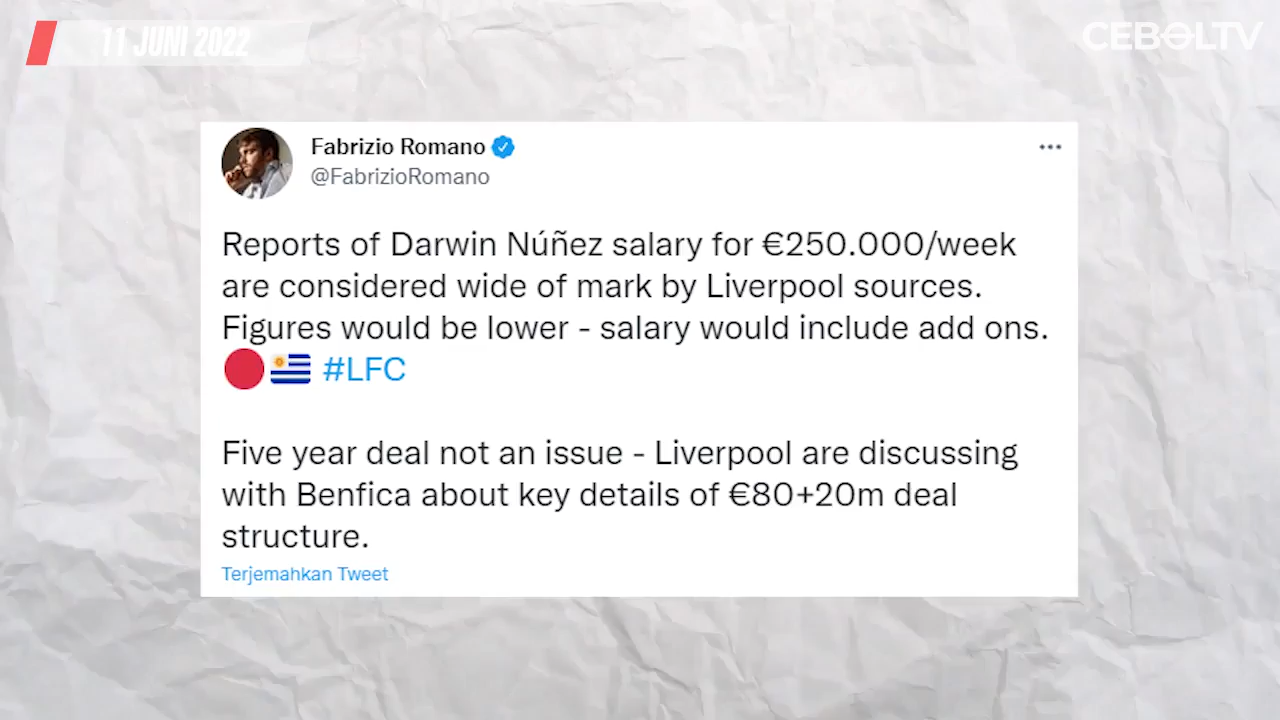 11 JUNI 2022
CEBOLTV
Fabrizio Romano
@FabrizioRomano
Reports of Darwin Núñez salary for €250.000/week
are considered wide of mark by Liverpool sources.
Figures would be lower - salary would include add ons.
#LFC
Five year deal not an issue - Liverpool are discussing
with Benfica about key details of €80+20m deal
structure.
Terjemahkan Tweet